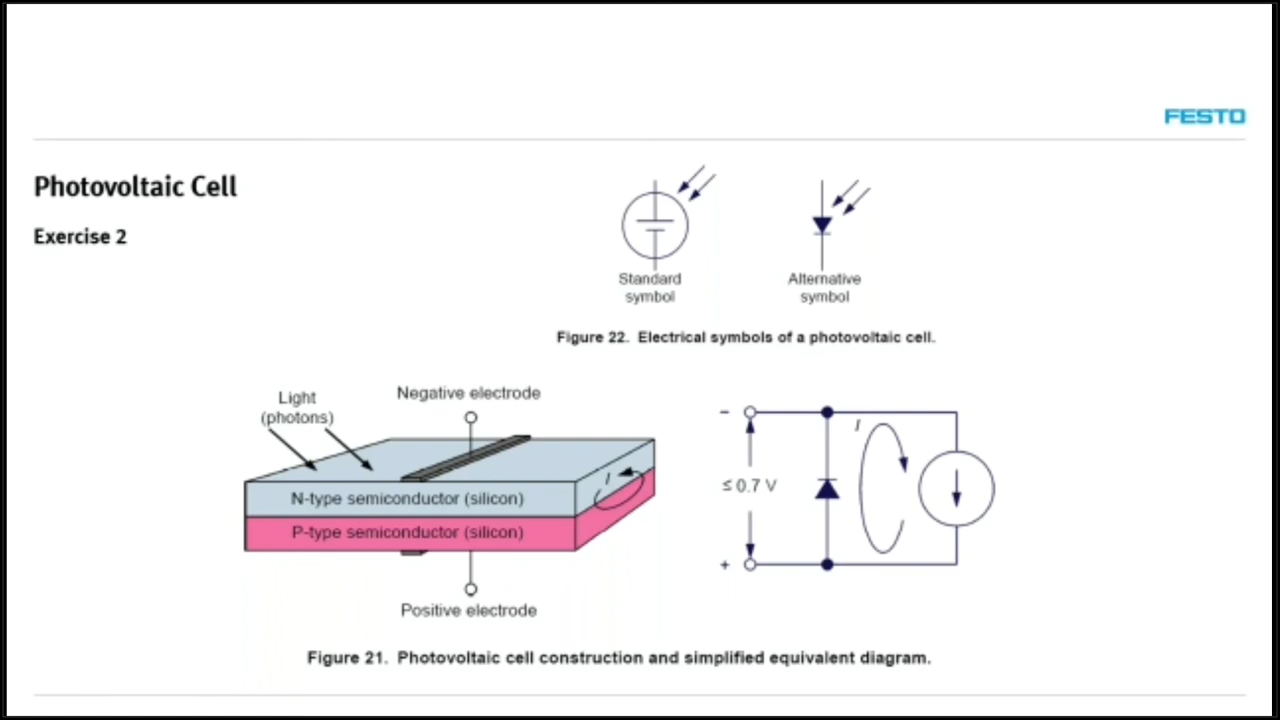 FESTO
Photovoltaic Cell
Exercise 2
Standard
symbol
Alternative
symbol
Figure 22. Electrical symbols of a photovoltaic cell.
Light
(photons)
Negative electrode
N-type semiconductor (silicon)
P-type semiconductor (silicon)
I
Positive electrode
−
I
≤ 0.7 V
+
Figure 21. Photovoltaic cell construction and simplified equivalent diagram.